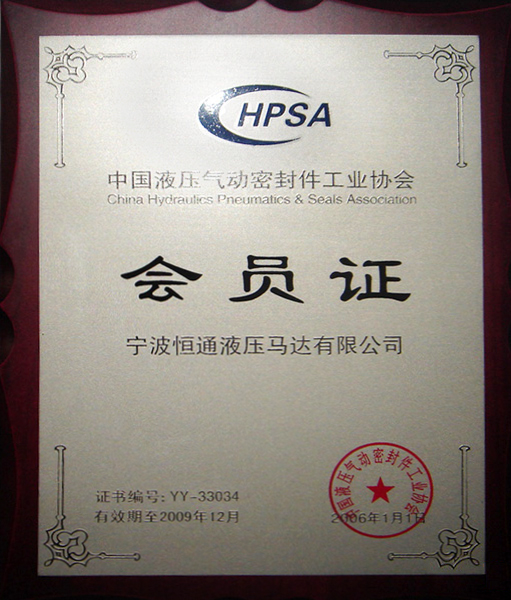 CHPSA
中国液压气动密封件工业协会
China Hydraulics Pneumatics & Seals Association
会员证
宁波恒通液压马达有限公司
证书编号: YY-33034
有效期至2009年12月
2006年1月1日
中国液压气动密封件工业协会